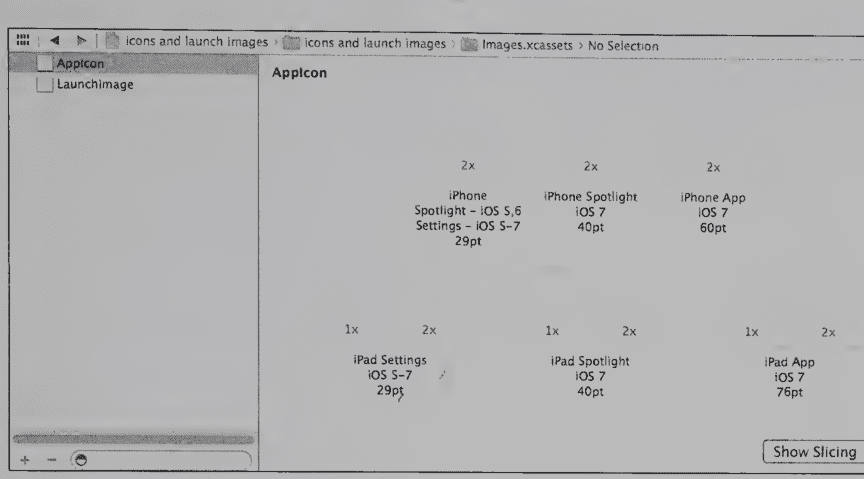 icons and launch images › icons and launch images › Images.xcassets › No Selection
AppIcon
LaunchImage
AppIcon
2x 2x 2x
iPhone
Spotlight – iOS 5,6
Settings – iOS 5–7
29pt
iPhone Spotlight
iOS 7
40pt
iPhone App
iOS 7
60pt
1x 2x 1x 2x 1x 2x
iPad Settings
iOS 5–7
29pt
iPad Spotlight
iOS 7
40pt
iPad App
iOS 7
76pt
Show Slicing